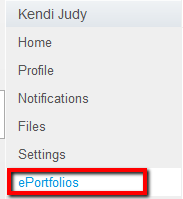 Kendi Judy
Home
Profile
Notifications
Files
Settings
ePortfolios